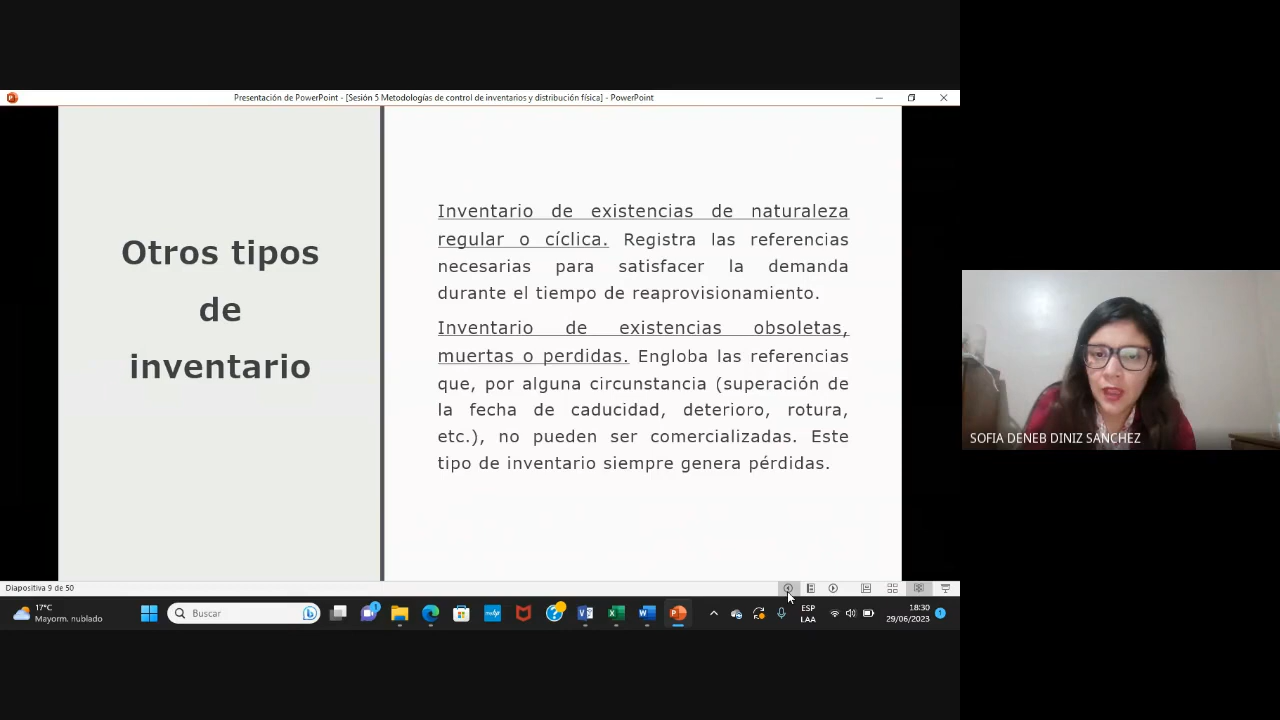 Presentación de PowerPoint - [Sesión 5 Metodologías de control de inventarios y distribución física] - PowerPoint
Otros tipos
de
inventario
Inventario de existencias de naturaleza
regular o cíclica. Registra las referencias
necesarias para satisfacer la demanda
durante el tiempo de reaprovisionamiento.
Inventario de existencias obsoletas,
muertas o perdidas. Engloba las referencias
que, por alguna circunstancia (superación de
la fecha de caducidad, deterioro, rotura,
etc.), no pueden ser comercializadas. Este
tipo de inventario siempre genera pérdidas.
SOFIA DENEB DINIZ SANCHEZ
Diapositiva 9 de 50
17°C
Mayorm. nublado
Buscar
ESP
LAA
18:30
29/06/2023